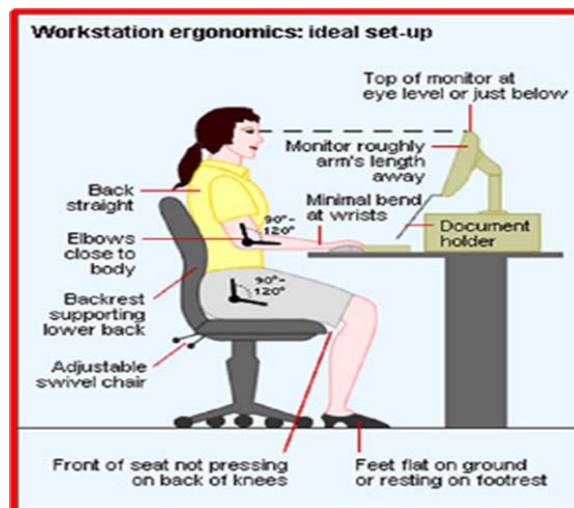 Workstation ergonomics: ideal set-up
Top of monitor at
eye level or just below
Monitor roughly
arm's length
away
Back
straight
Minimal bend
at wrists
90°-
120°
Document
holder
Elbows
close to
body
90°-
120°
Backrest
supporting
lower back
Adjustable
swivel chair
Front of seat not pressing
on back of knees
Feet flat on ground
or resting on footrest